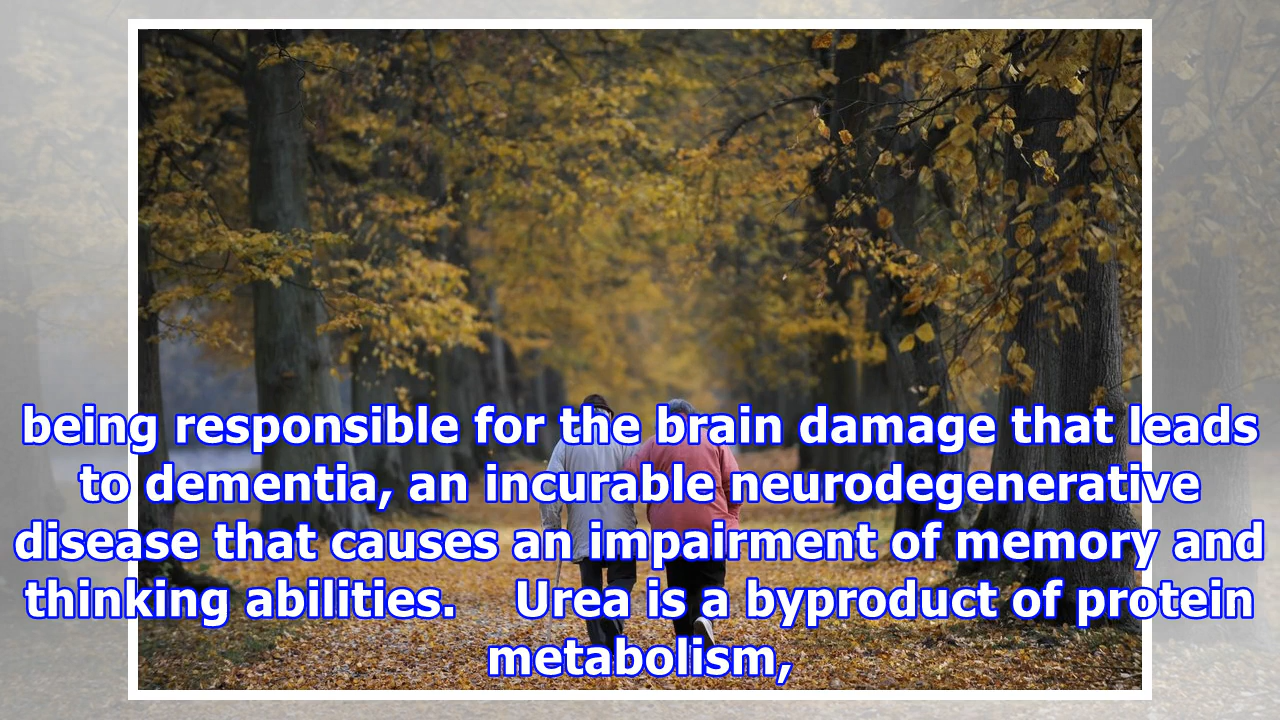 being responsible for the brain damage that leads
to dementia, an incurable neurodegenerative
disease that causes an impairment of memory and
thinking abilities. Urea is a byproduct of protein
metabolism,